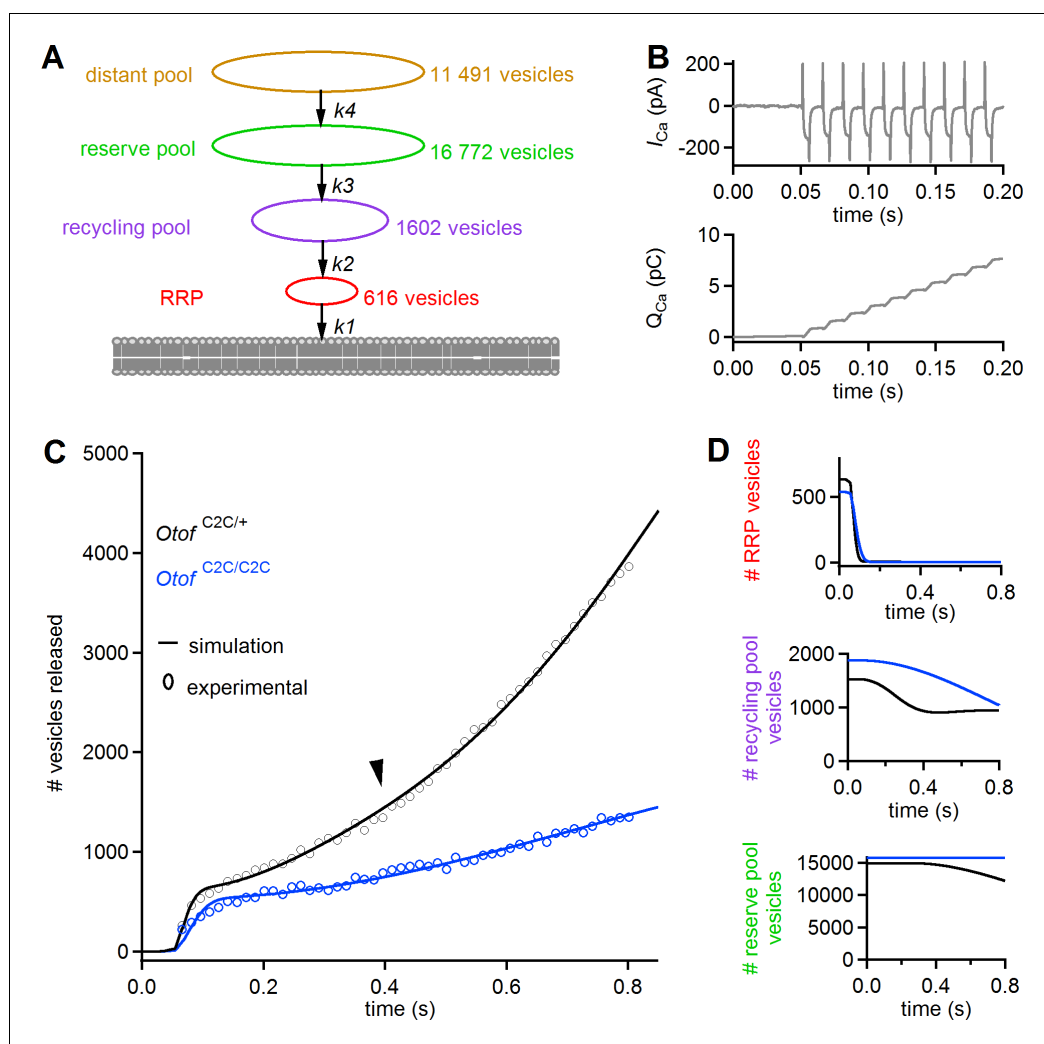 A
distant pool
11 491 vesicles
k4
reserve pool
16 772 vesicles
k3
recycling pool
1602 vesicles
k2
RRP
616 vesicles
k1
B
I Ca (pA)
200
0
-200
0.00 0.05 0.10 0.15 0.20
time (s)
Q Ca (pC)
10
5
0
0.00 0.05 0.10 0.15 0.20
time (s)
C
# vesicles released
5000
4000
3000
2000
1000
0
Otof C2C/+
Otof C2C/C2C
simulation
experimental
0.0 0.2 0.4 0.6 0.8
time (s)
D
# RRP vesicles
500
0
0.0 0.4 0.8
time (s)
# recycling pool
vesicles
2000
1000
0
0.0 0.4 0.8
time (s)
# reserve pool
vesicles
15000
10000
5000
0
0.0 0.4 0.8
time (s)